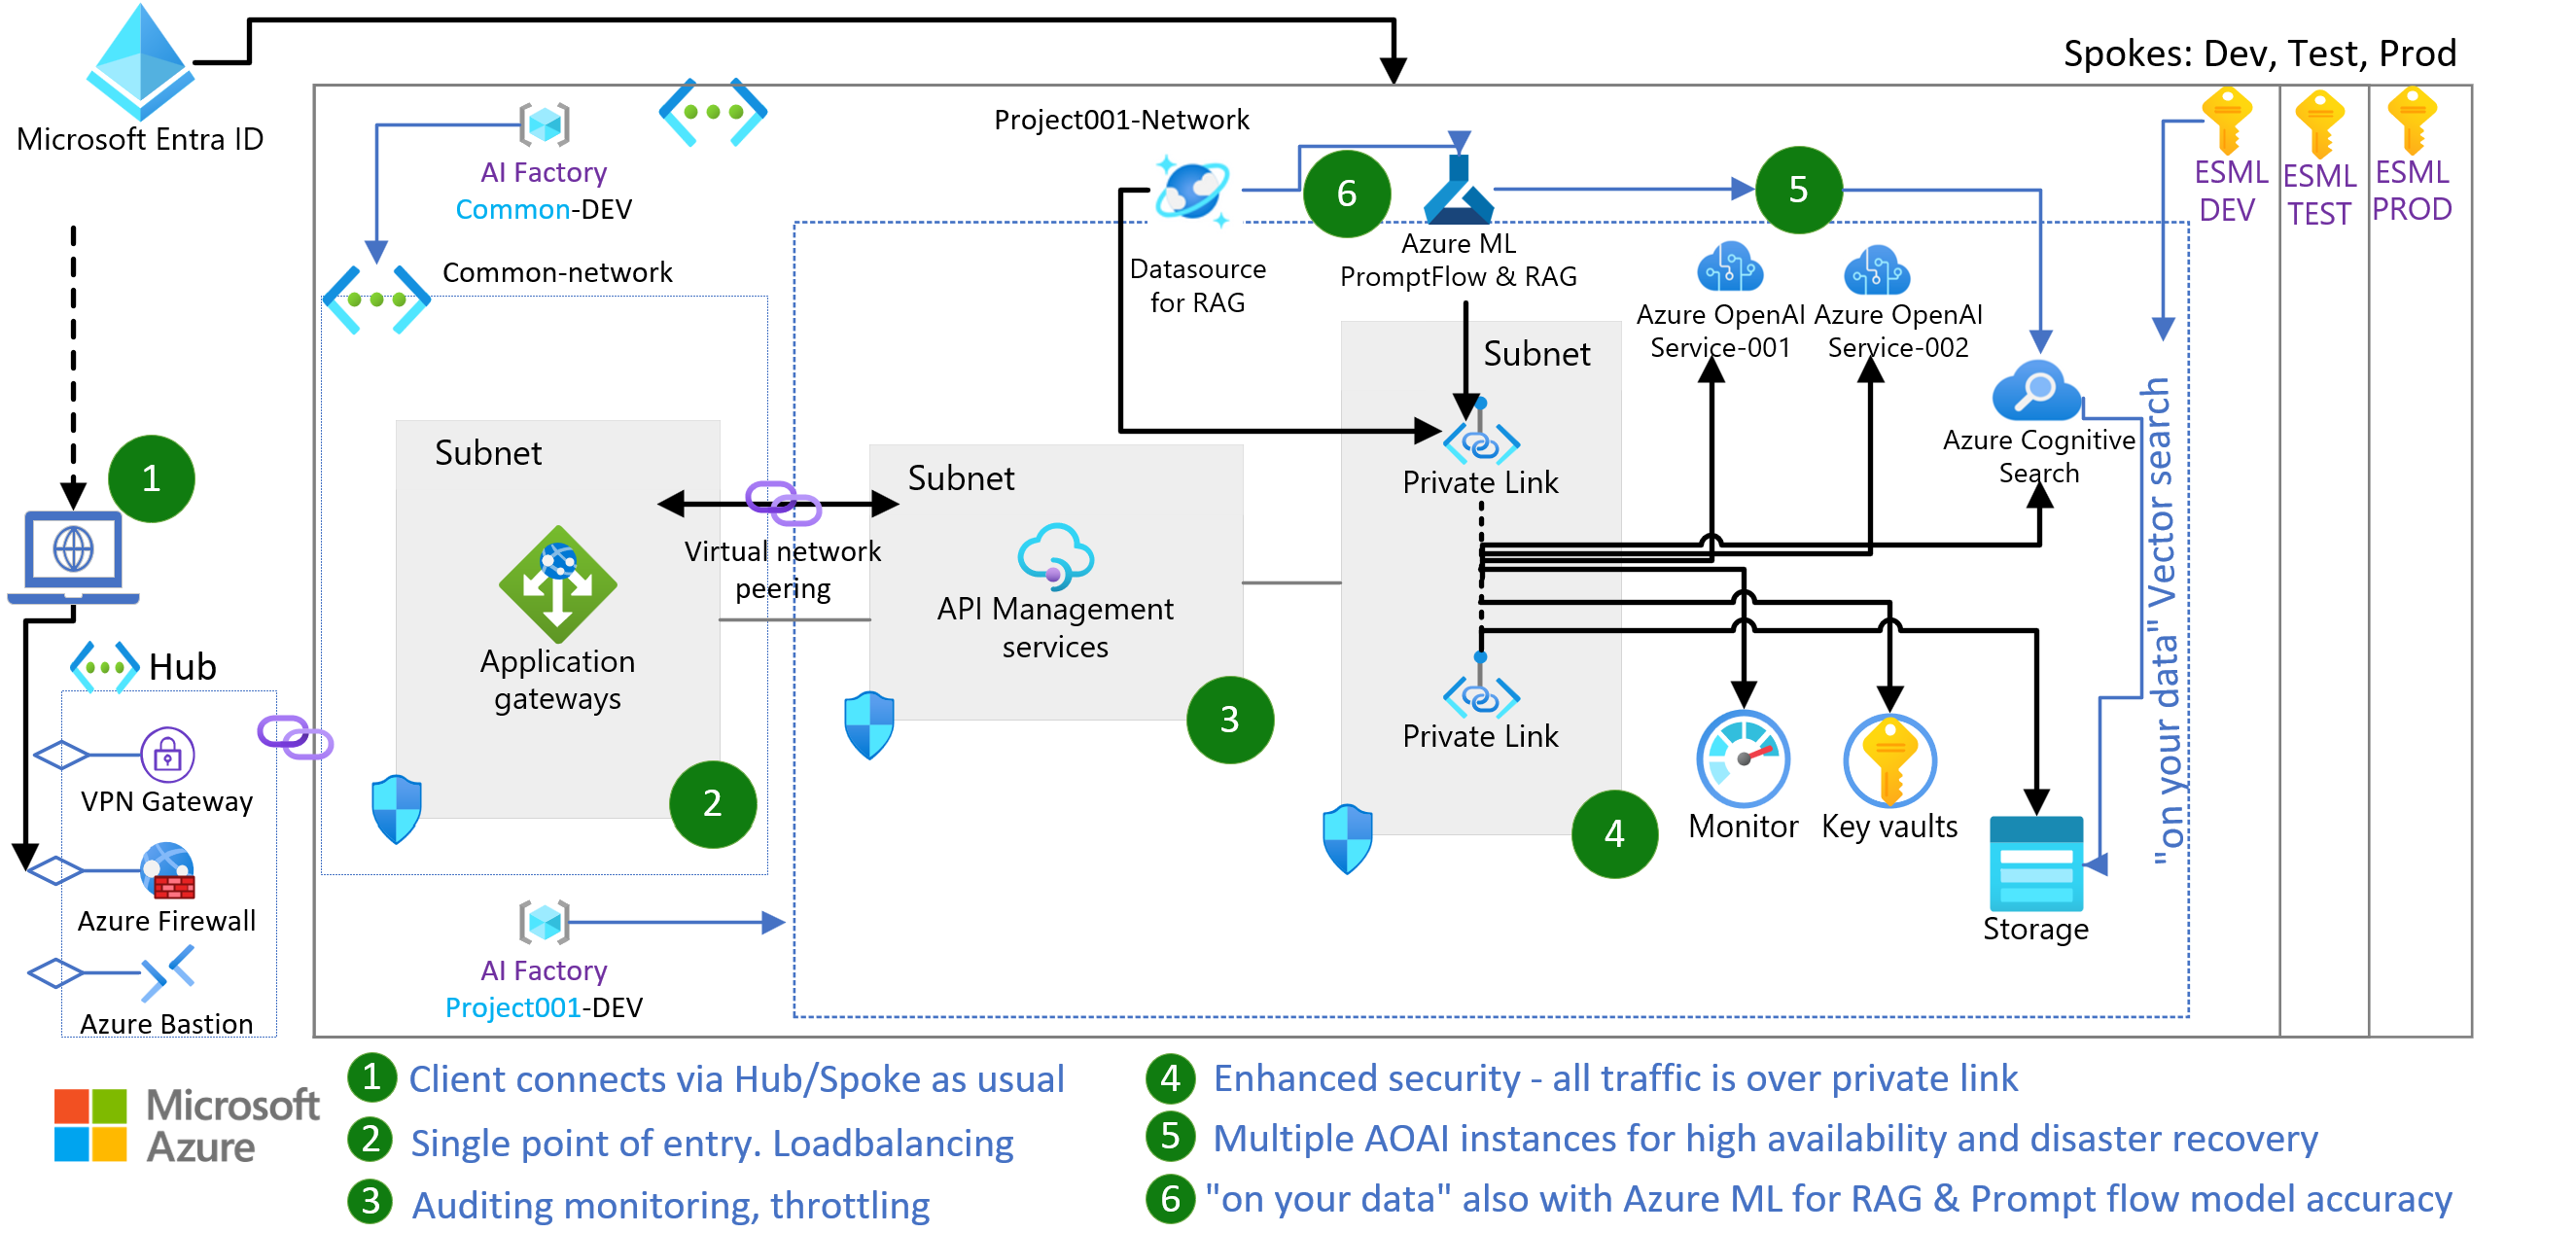 Spokes: Dev, Test, Prod
Microsoft Entra ID
AI Factory
Common-DEV
Project001-Network
ESML
DEV
ESML
TEST
ESML
PROD
6
5
Common-network
Datasource
for RAG
Azure ML
PromptFlow & RAG
Azure OpenAI
Service-001
Azure OpenAI
Service-002
Subnet
Subnet
Subnet
1
Private Link
Azure Cognitive
Search
"on your data" Vector search
Virtual network
peering
Application
gateways
API Management
services
Hub
VPN Gateway
Azure Firewall
Azure Bastion
2
3
4
Private Link
Monitor
Key vaults
Storage
AI Factory
Project001-DEV
Microsoft
Azure
1 Client connects via Hub/Spoke as usual
2 Single point of entry. Loadbalancing
3 Auditing monitoring, throttling
4 Enhanced security - all traffic is over private link
5 Multiple AOAI instances for high availability and disaster recovery
6 "on your data" also with Azure ML for RAG & Prompt flow model accuracy